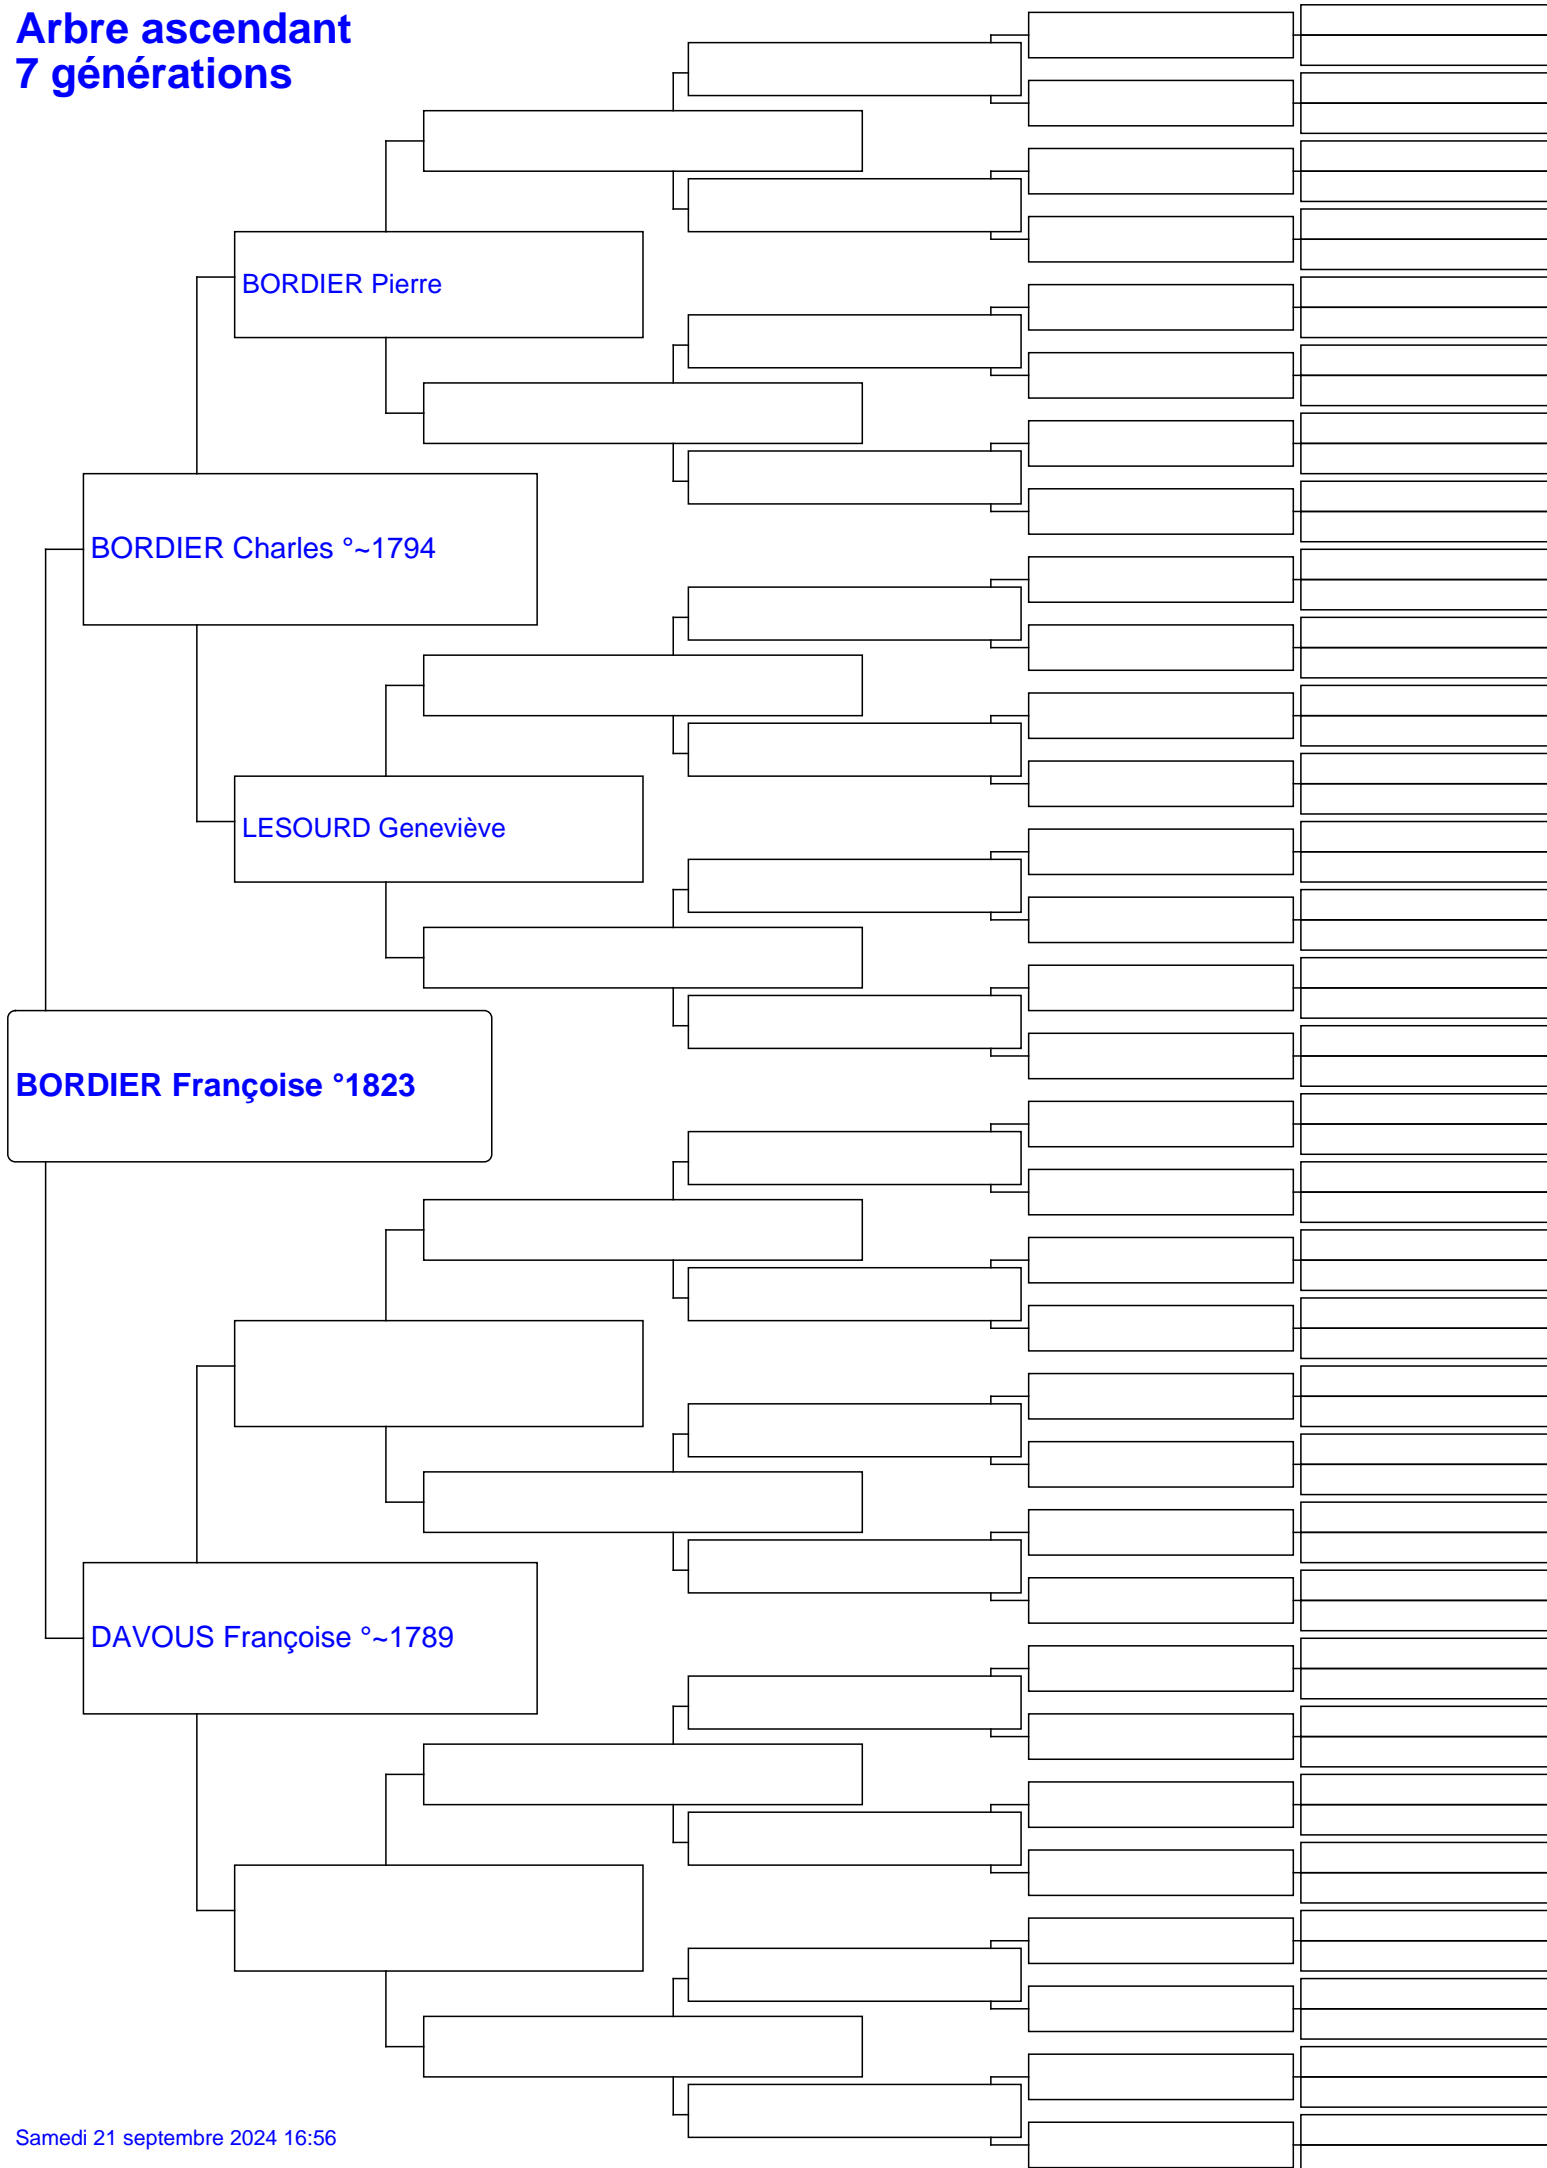 Arbre ascendant
7 générations
BORDIER Pierre
BORDIER Charles °~1794
LESOURD Geneviève
BORDIER Françoise °1823
DAVOUS Françoise °~1789
Samedi 21 septembre 2024 16:56